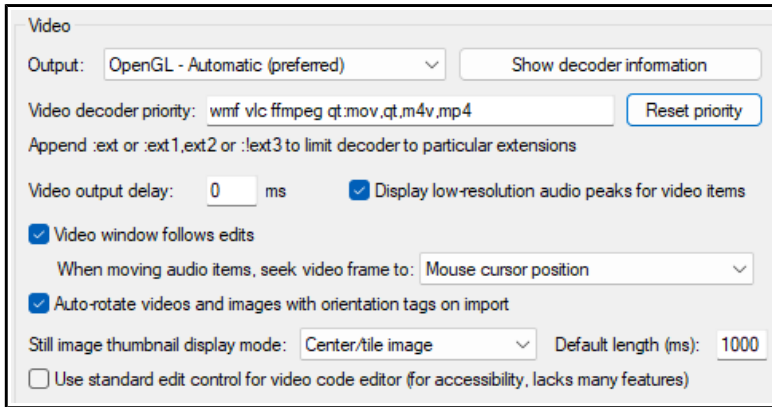 Video
Output: OpenGL - Automatic (preferred) Show decoder information
Video decoder priority: wmf vlc ffmpeg qt:mov,qt,m4v,mp4 Reset priority
Append :ext or :ext1,ext2 or :!ext3 to limit decoder to particular extensions
Video output delay: 0 ms Display low-resolution audio peaks for video items
Video window follows edits
When moving audio items, seek video frame to: Mouse cursor position
Auto-rotate videos and images with orientation tags on import
Still image thumbnail display mode: Center/tile image Default length (ms): 1000
Use standard edit control for video code editor (for accessibility, lacks many features)